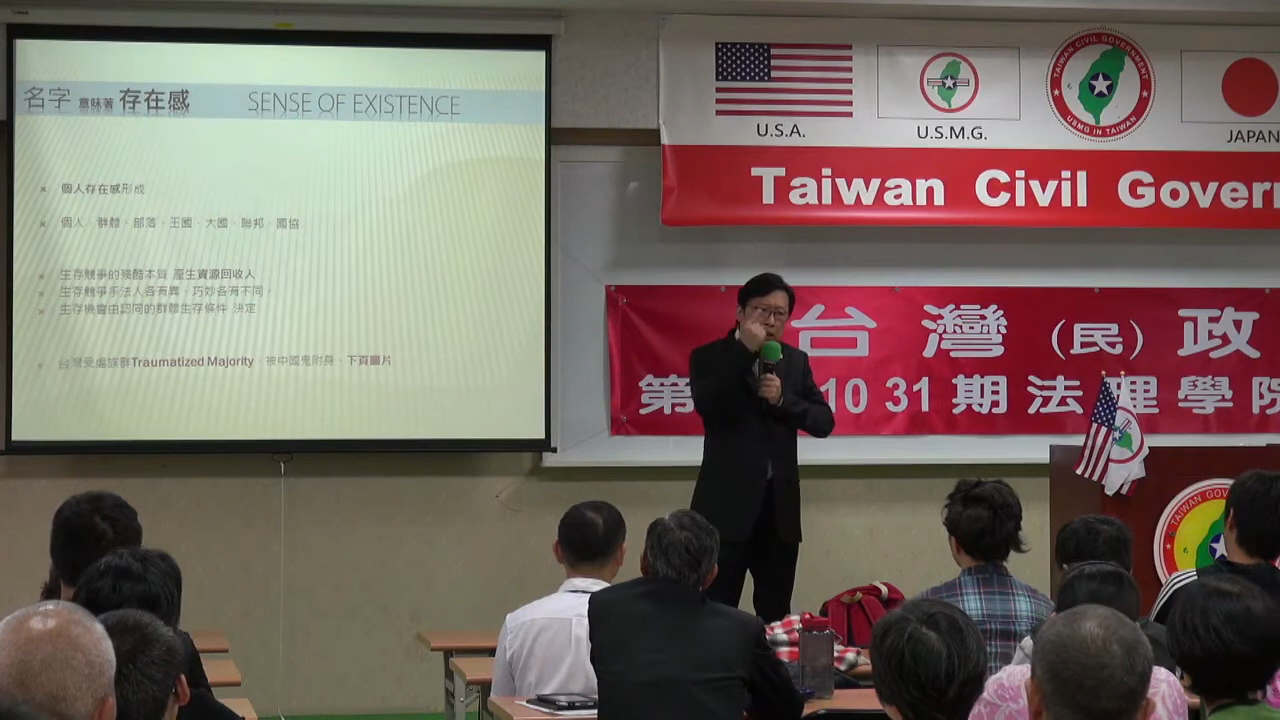 名字 意味著 存在感 SENSE OF EXISTENCE
個人存在感形成
個人、群體、部落、王國、大國、聯邦、國協
生存競爭的殘酷本質 產生資源回收人
生存競爭手法人各有異，巧妙各有不同。
生存機會由認同的群體生存條件 決定
台灣受虐族群Traumatized Majority，被中國鬼附身，下頁圖片
U.S.A.
U.S.M.G.
TAIWAN CIVIL GOVERNMENT
USMG IN TAIWAN
JAPAN
Taiwan Civil Govern
台灣（民）政
第 10 31 期法理學院
TAIWAN GO